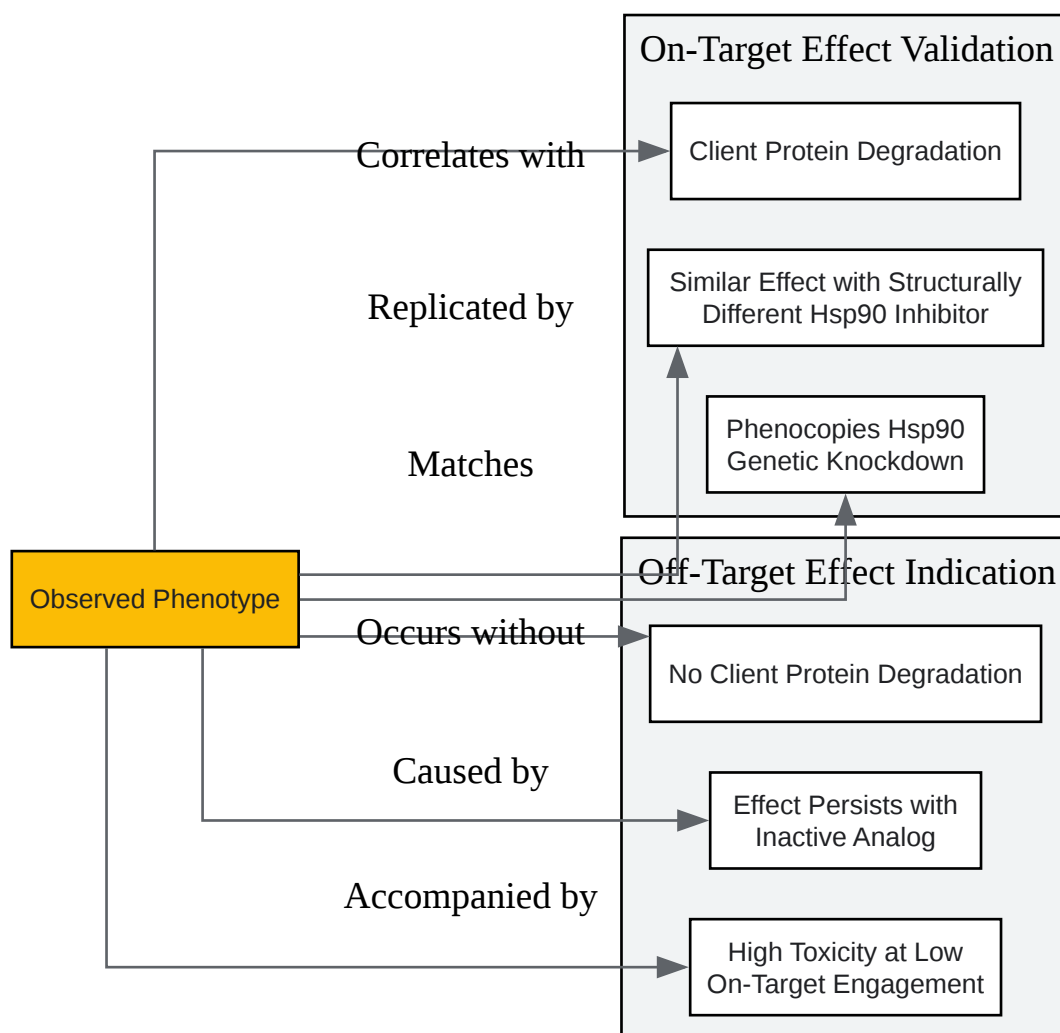 On-Target Effect Validation
Correlates with
Client Protein Degradation
Replicated by
Similar Effect with Structurally
Different Hsp90 Inhibitor
Matches
Phenocopies Hsp90
Genetic Knockdown
Observed Phenotype
Off-Target Effect Indication
Occurs without
No Client Protein Degradation
Caused by
Effect Persists with
Inactive Analog
Accompanied by
High Toxicity at Low
On-Target Engagement